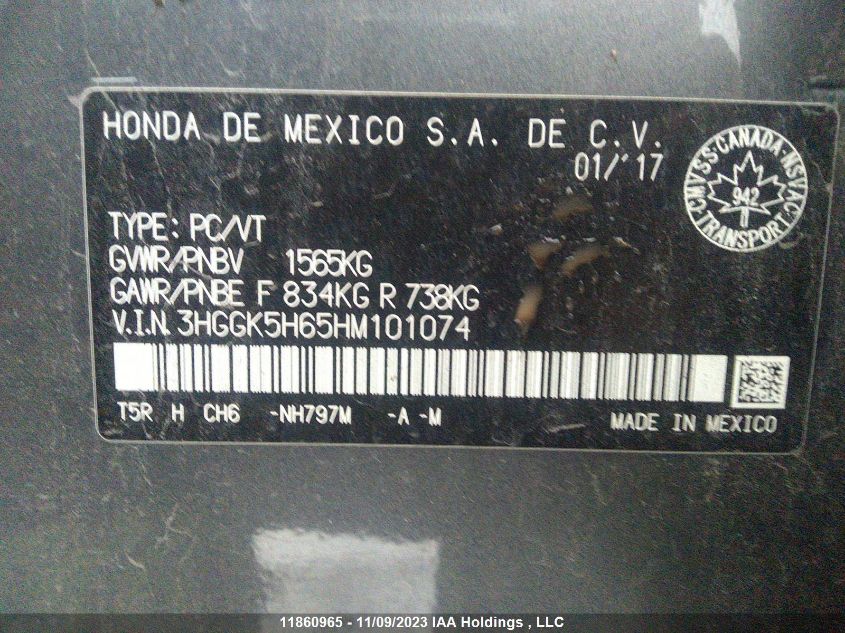 HONDA DE MEXICO S.A. DE C.V.
01/'17
CMVSS·CANADA·NSVAC
942
TRANSPORT
TYPE: PC/VT
GVWR/PNBV 1565KG
GAWR/PNBE F 834KG R 738KG
V.I.N. 3HGGK5H65HM101074
T5R H CH6 -NH797M -A -M
MADE IN MEXICO
11860965 - 11/09/2023 IAA Holdings , LLC